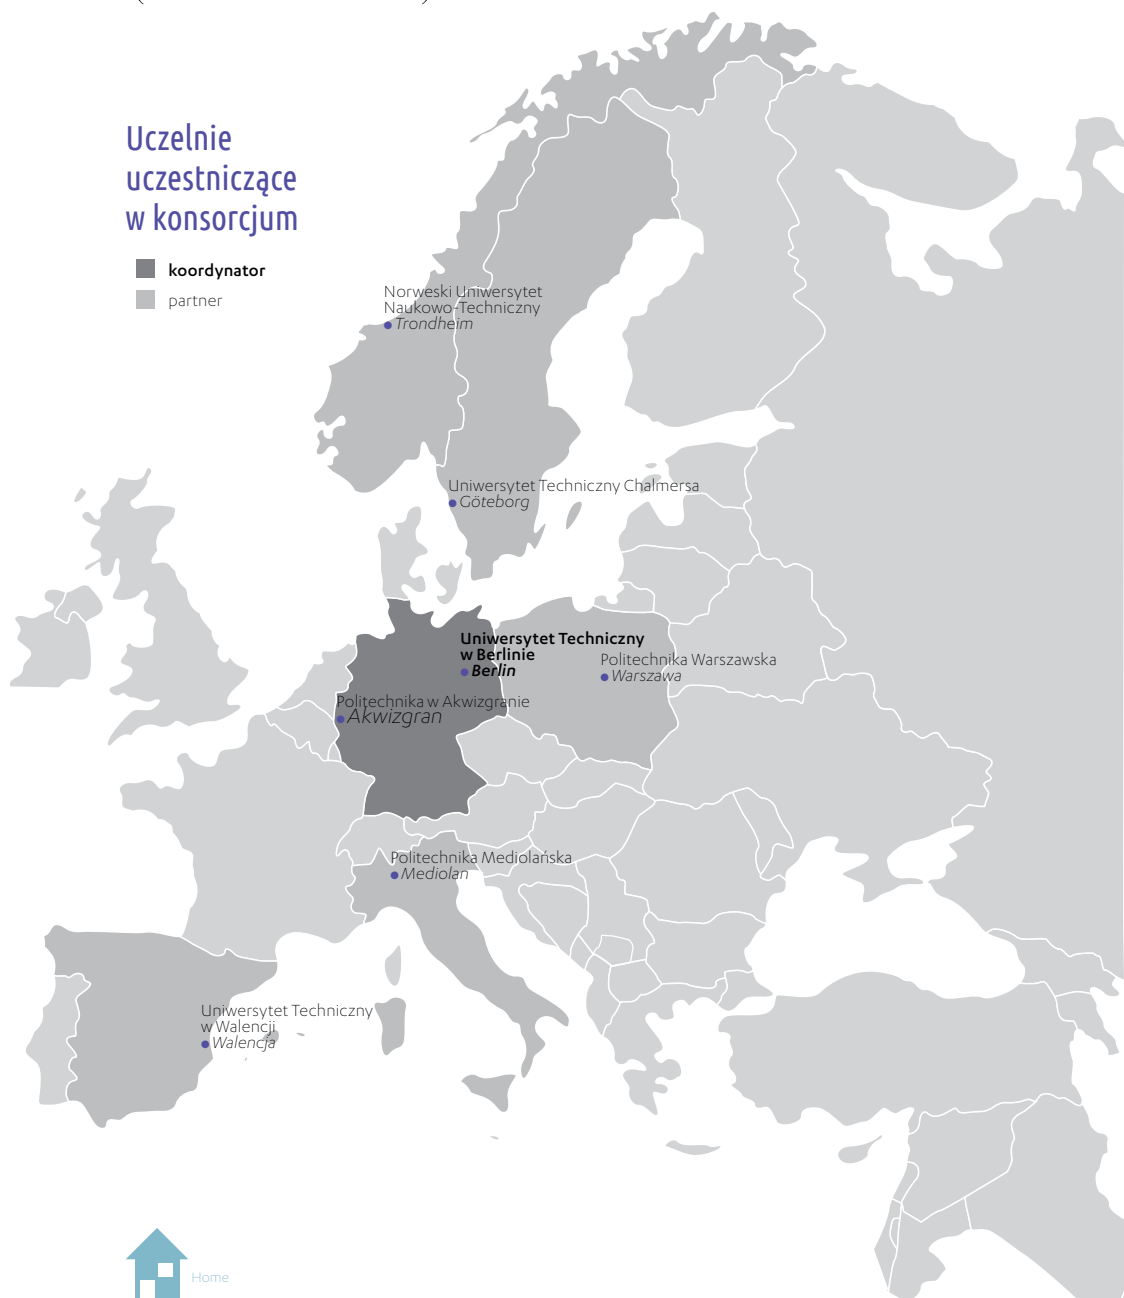 Uczelnie
uczestniczące
w konsorcjum
koordynator
partner
Norweski Uniwersytet
Naukowo-Techniczny
Trondheim
Uniwersytet Techniczny Chalmersa
Göteborg
Uniwersytet Techniczny
w Berlinie
Berlin
Politechnika Warszawska
Warszawa
Politechnika w Akwizgranie
Akwizgran
Politechnika Mediolańska
Mediolan
Uniwersytet Techniczny
w Walencji
Walencja
Home